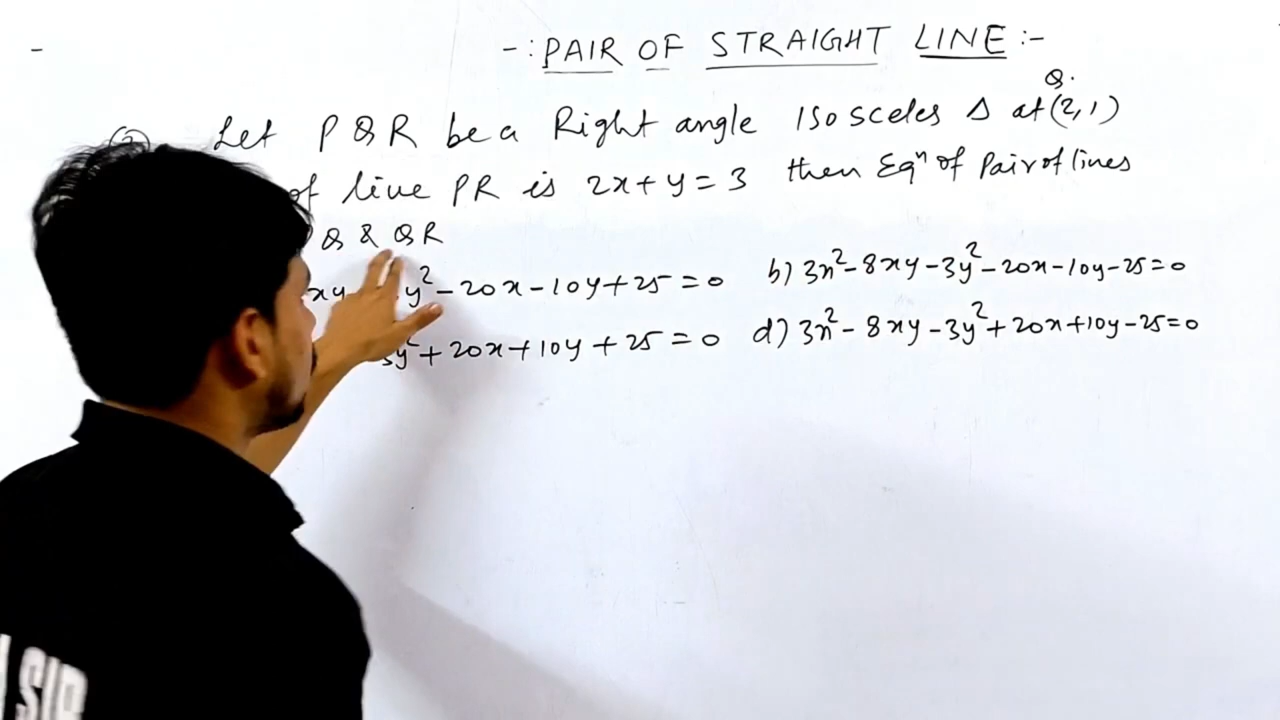 -: PAIR OF STRAIGHT LINE :-
Q.
Let PQR be a Right angle Isosceles Δ at (2,1)
of line PR is 2x + y = 3 then Eqⁿ of Pair of lines
Q & QR
xy y² - 20x - 10y + 25 = 0 b) 3x² - 8xy - 3y² - 20x - 10y - 25 = 0
3y² + 20x + 10y + 25 = 0 d) 3x² - 8xy - 3y² + 20x + 10y - 25 = 0
SIR